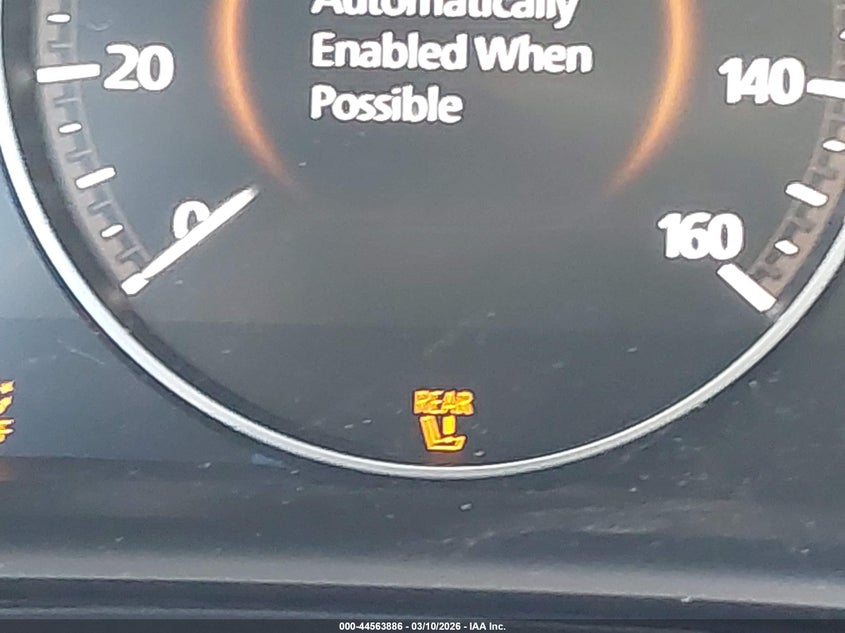 Automatically
Enabled When
Possible
20
140
0
160
REAR
000-44563886 - 03/10/2026 - IAA Inc.